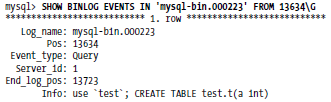 mysql> SHOW BINLOG EVENTS IN 'mysql-bin.000223' FROM 13634\G
*************************** 1. row ***************************
Log_name: mysql-bin.000223
Pos: 13634
Event_type: Query
Server_id: 1
End_log_pos: 13723
Info: use `test`; CREATE TABLE test.t(a int)